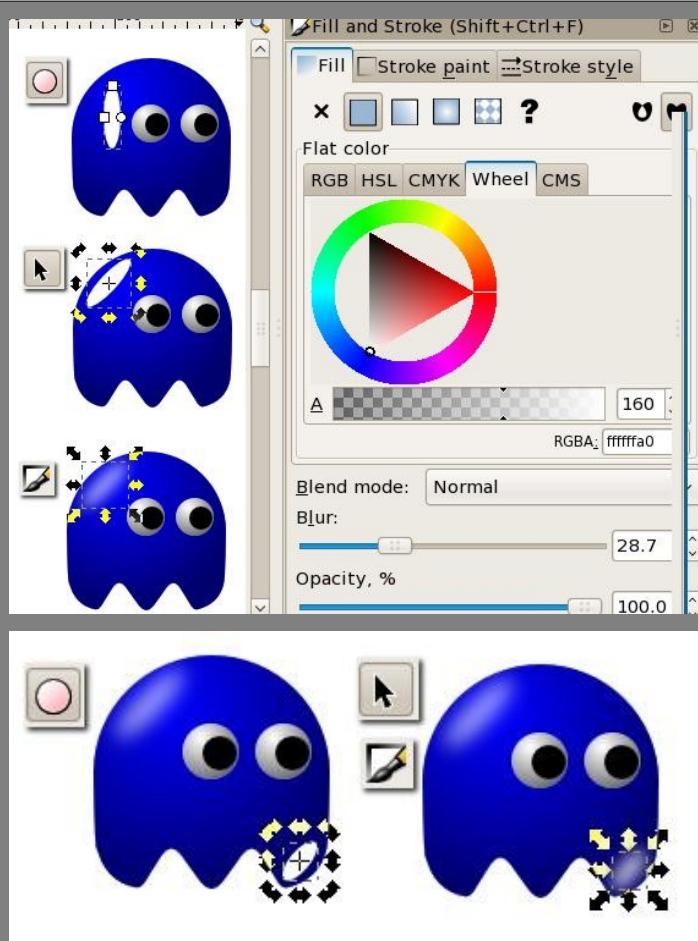 Fill and Stroke (Shift+Ctrl+F)
Fill Stroke paint Stroke style
?
Flat color
RGB HSL CMYK Wheel CMS
A 160
RGBA: ffffffa0
Blend mode: Normal
Blur:
28.7
Opacity, %
100.0